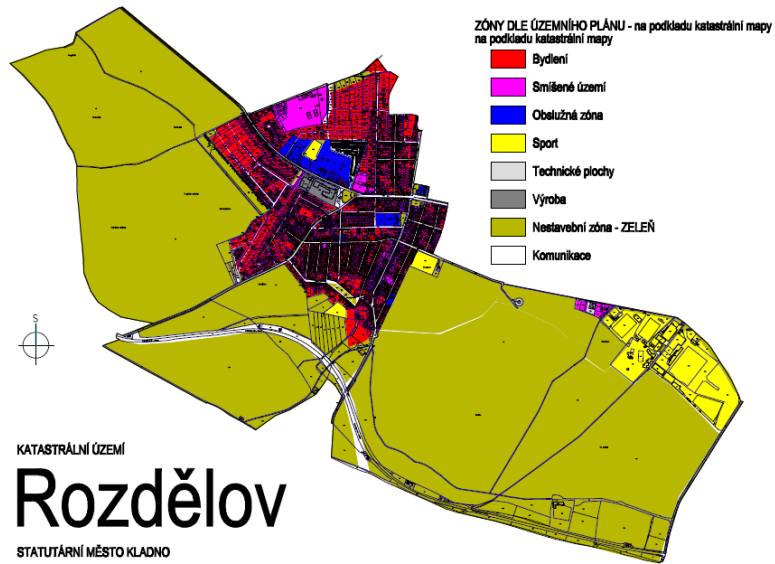 ZÓNY DLE ÚZEMNÍHO PLÁNU - na podkladu katastrální mapy
na podkladu katastrální mapy
Bydlení
Smíšené území
Obslužná zóna
Sport
Technické plochy
Výroba
Nestavební zóna - ZELEŇ
Komunikace
S
KATASTRÁLNÍ ÚZEMÍ
Rozdělov
STATUTÁRNÍ MĚSTO KLADNO